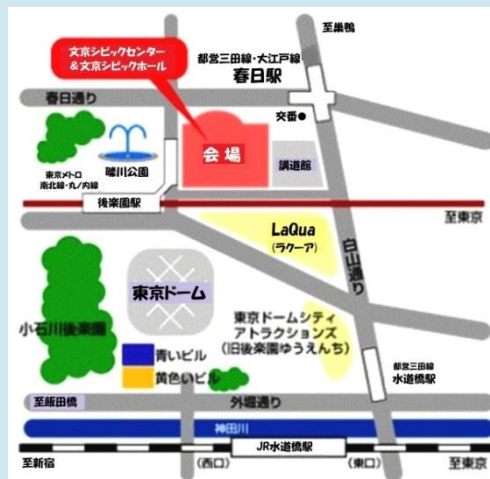 至巣鴨
文京シビックセンター
&文京シビックホール
都営三田線・大江戸線
春日駅
春日通り
交番●
会場
講道館
礫川公園
東京メトロ
南北線・丸ノ内線
後楽園駅
至東京
LaQua
(ラクーア)
白山通り
東京ドーム
小石川後楽園
東京ドームシティ
アトラクションズ
(旧後楽園ゆうえんち)
青いビル
黄色いビル
都営三田線
水道橋駅
至飯田橋
外堀通り
神田川
JR水道橋駅
至新宿
(西口)
(東口)
至東京